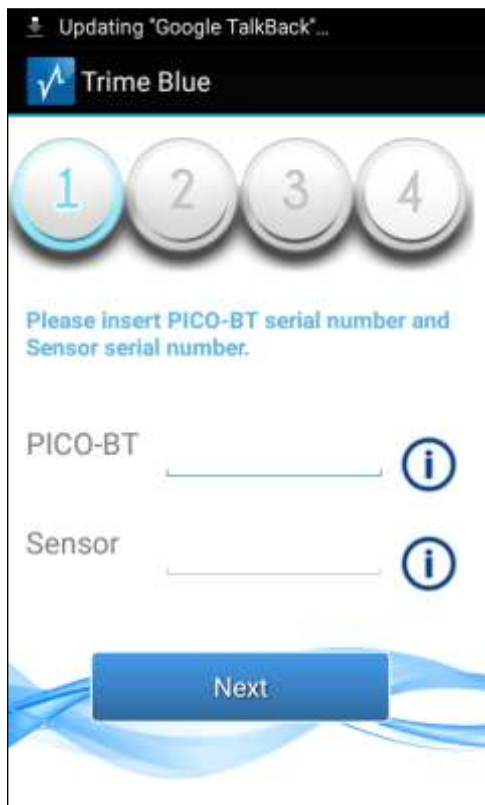 Updating "Google TalkBack"...
Trime Blue
1 2 3 4
Please insert PICO-BT serial number and
Sensor serial number.
PICO-BT
Sensor
Next